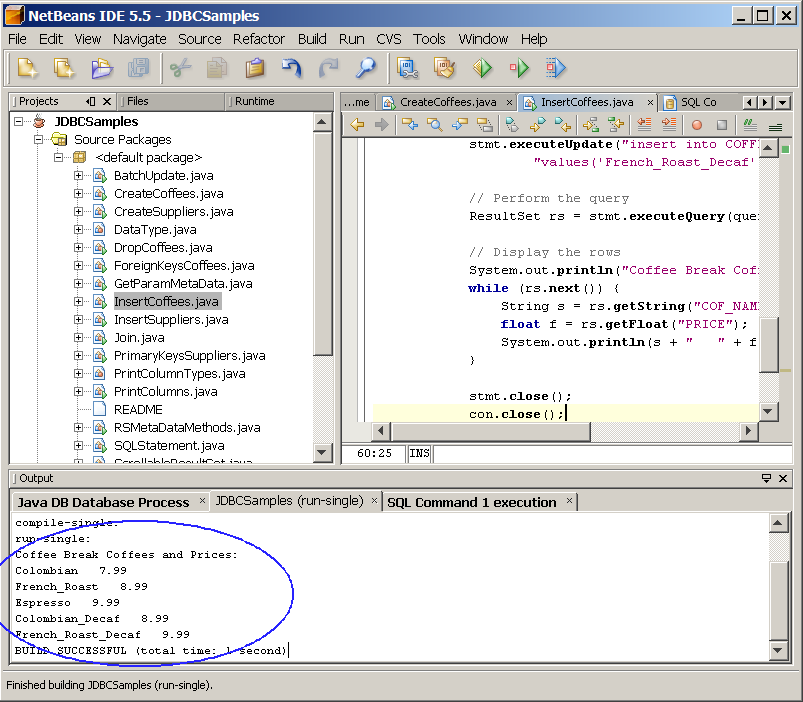 NetBeans IDE 5.5 - JDBCSamples
File Edit View Navigate Source Refactor Build Run CVS Tools Window Help
Projects Files Runtime
JDBCSamples
Source Packages
<default package>
BatchUpdate.java
CreateCoffees.java
CreateSuppliers.java
DataType.java
DropCoffees.java
ForeignKeysCoffees.java
GetParamMetaData.java
InsertCoffees.java
InsertSuppliers.java
Join.java
PrimaryKeysSuppliers.java
PrintColumnTypes.java
PrintColumns.java
README
RSMetaDataMethods.java
SQLStatement.java
ScrollableResultSet.java
...me CreateCoffees.java InsertCoffees.java SQL Co
stmt.executeUpdate("insert into COFF
"values('French_Roast_Decaf'
// Perform the query
ResultSet rs = stmt.executeQuery(que
// Display the rows
System.out.println("Coffee Break Cof
while (rs.next()) {
String s = rs.getString("COF_NAM
float f = rs.getFloat("PRICE");
System.out.println(s + "   " + f
}
stmt.close();
con.close();
60:25 INS
Output
Java DB Database Process JDBCSamples (run-single) SQL Command 1 execution
compile-single:
run-single:
Coffee Break Coffees and Prices:
Colombian   7.99
French_Roast   8.99
Espresso   9.99
Colombian_Decaf   8.99
French_Roast_Decaf   9.99
BUILD SUCCESSFUL (total time: 1 second)
Finished building JDBCSamples (run-single).